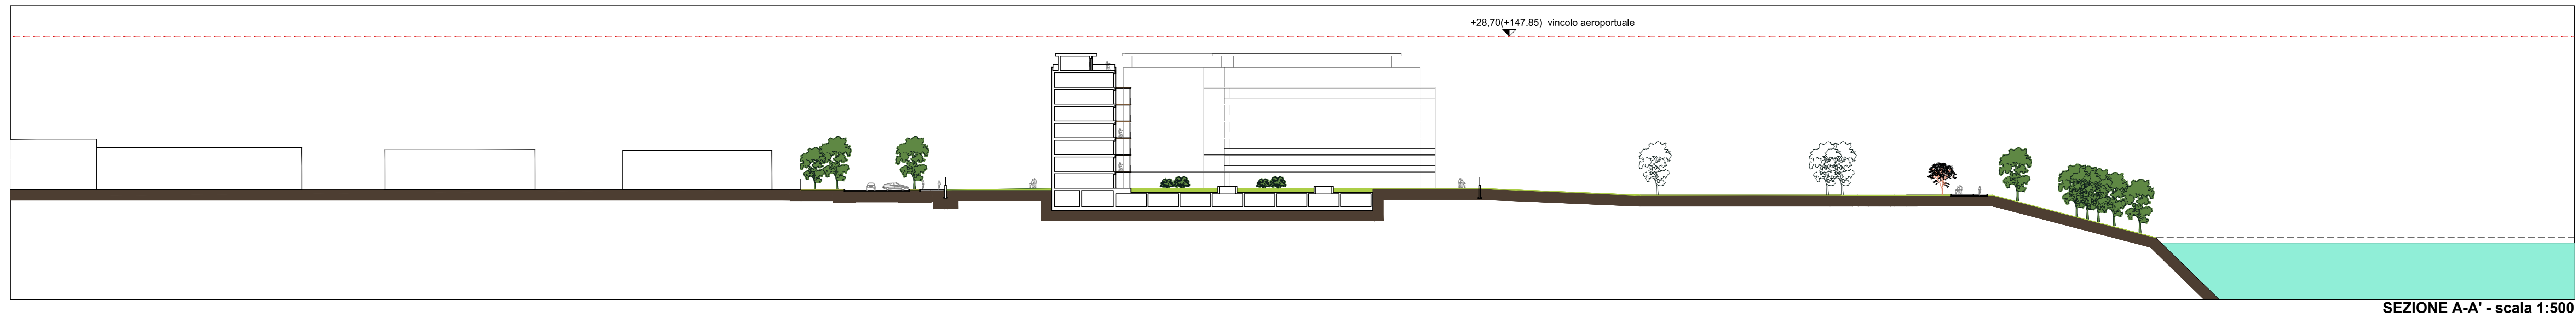 +28,70(+147.85) vincolo aeroportuale
SEZIONE A-A' - scala 1:500